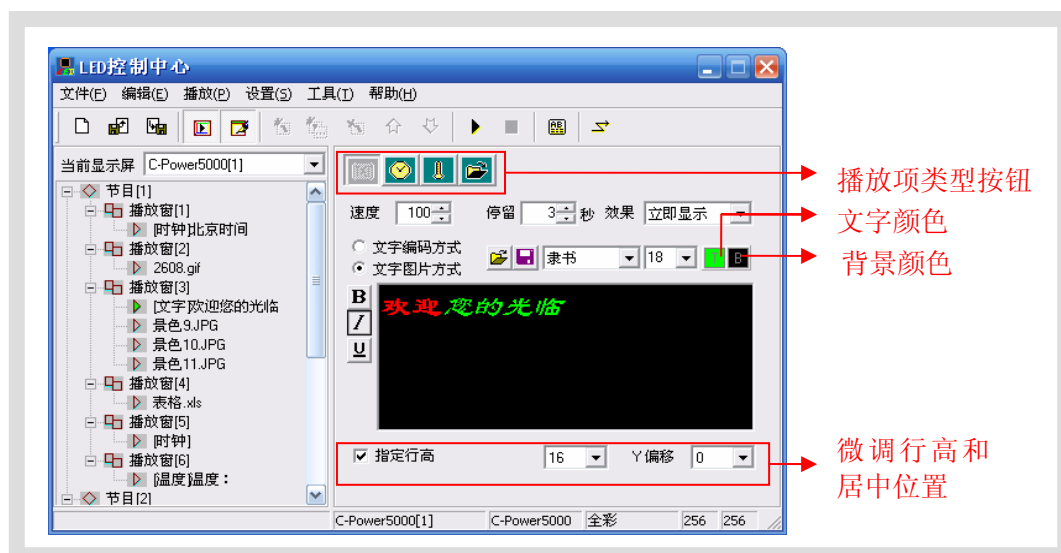 LED控制中心
文件(F) 编辑(E) 播放(P) 设置(S) 工具(T) 帮助(H)
当前显示屏 C-Power5000[1]
节目[1]
播放窗[1]
[时钟]北京时间
播放窗[2]
2608.gif
播放窗[3]
[文字]欢迎您的光临
景色9.JPG
景色10.JPG
景色11.JPG
播放窗[4]
表格.xls
播放窗[5]
[时钟]
播放窗[6]
[温度]温度：
节目[2]
速度 100 停留 3 秒 效果 立即显示
文字编码方式
文字图片方式
隶书 18 T B
B
I
U
欢迎您的光临
指定行高 16 Y偏移 0
C-Power5000[1] C-Power5000 全彩 256 256
播放项类型按钮
文字颜色
背景颜色
微调行高和
居中位置